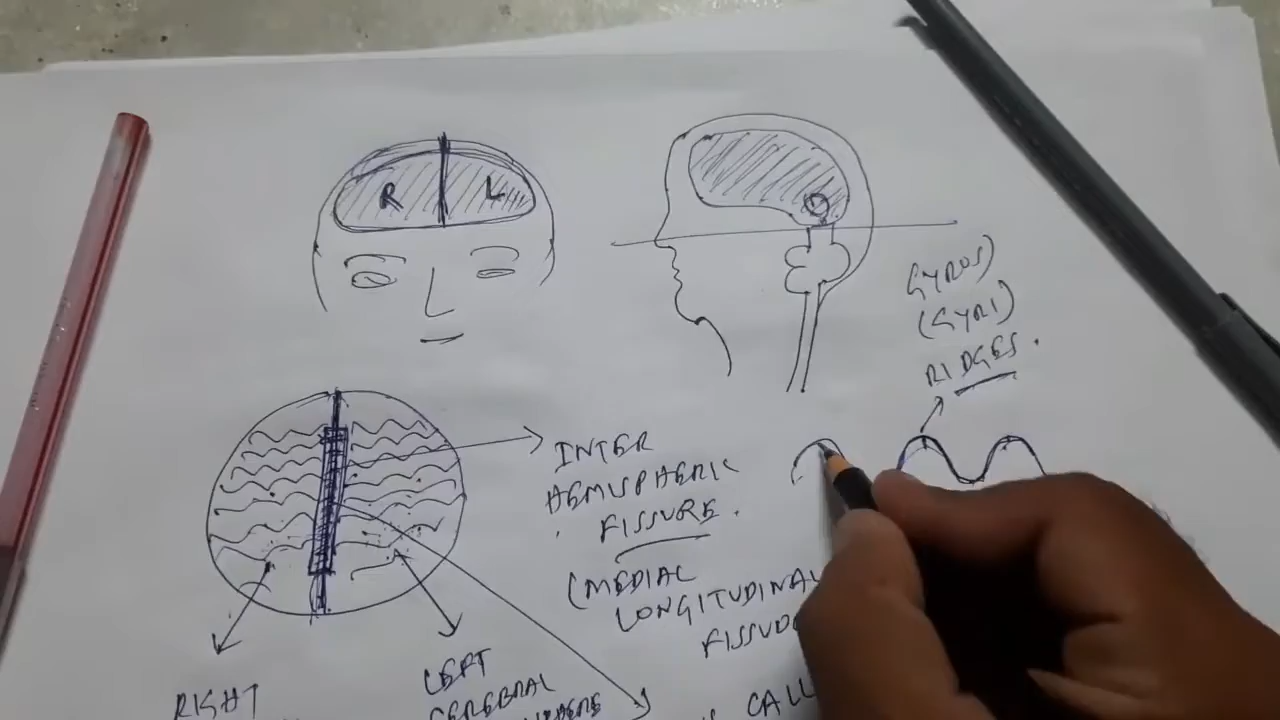 R L
GYRUS)
(GYRI)
RIDGES.
INTER
HEMISPHERIC
FISSURE.
(MEDIAL
LONGITUDINAL
RIGHT
LEFT
CEREBRAL